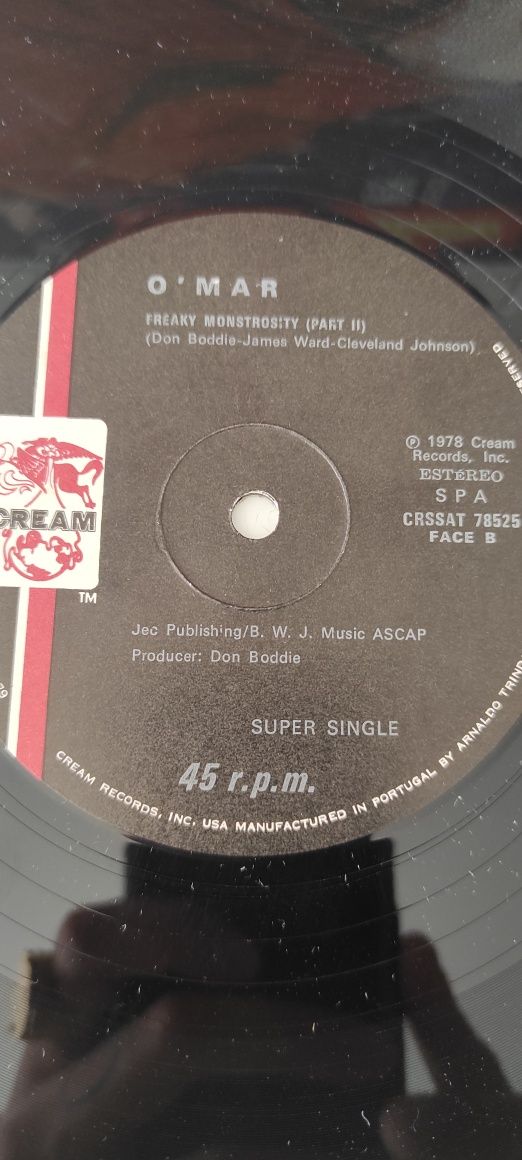 O'MAR
FREAKY MONSTROSITY (PART II)
(Don Boddie-James Ward-Cleveland Johnson)
℗ 1978 Cream
Records, Inc.
ESTéREO
SPA
CRSSAT 78525
FACE B
CREAM
TM
Jec Publishing/B. W. J. Music ASCAP
Producer: Don Boddie
SUPER SINGLE
45 r.p.m.
CREAM RECORDS, INC. USA MANUFACTURED IN PORTUGAL BY ARNALDO TRIND